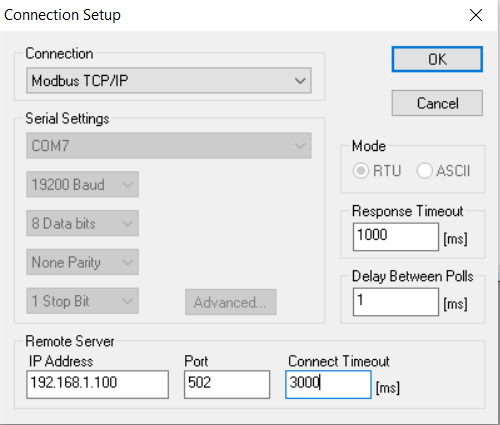 Connection Setup
Connection
OK
Modbus TCP/IP
Cancel
Serial Settings
COM7
Mode
RTU
ASCII
19200 Baud
8 Data bits
Response Timeout
1000
[ms]
None Parity
Delay Between Polls
1 Stop Bit
Advanced...
1
[ms]
Remote Server
IP Address
Port
Connect Timeout
192.168.1.100
502
3000
[ms]